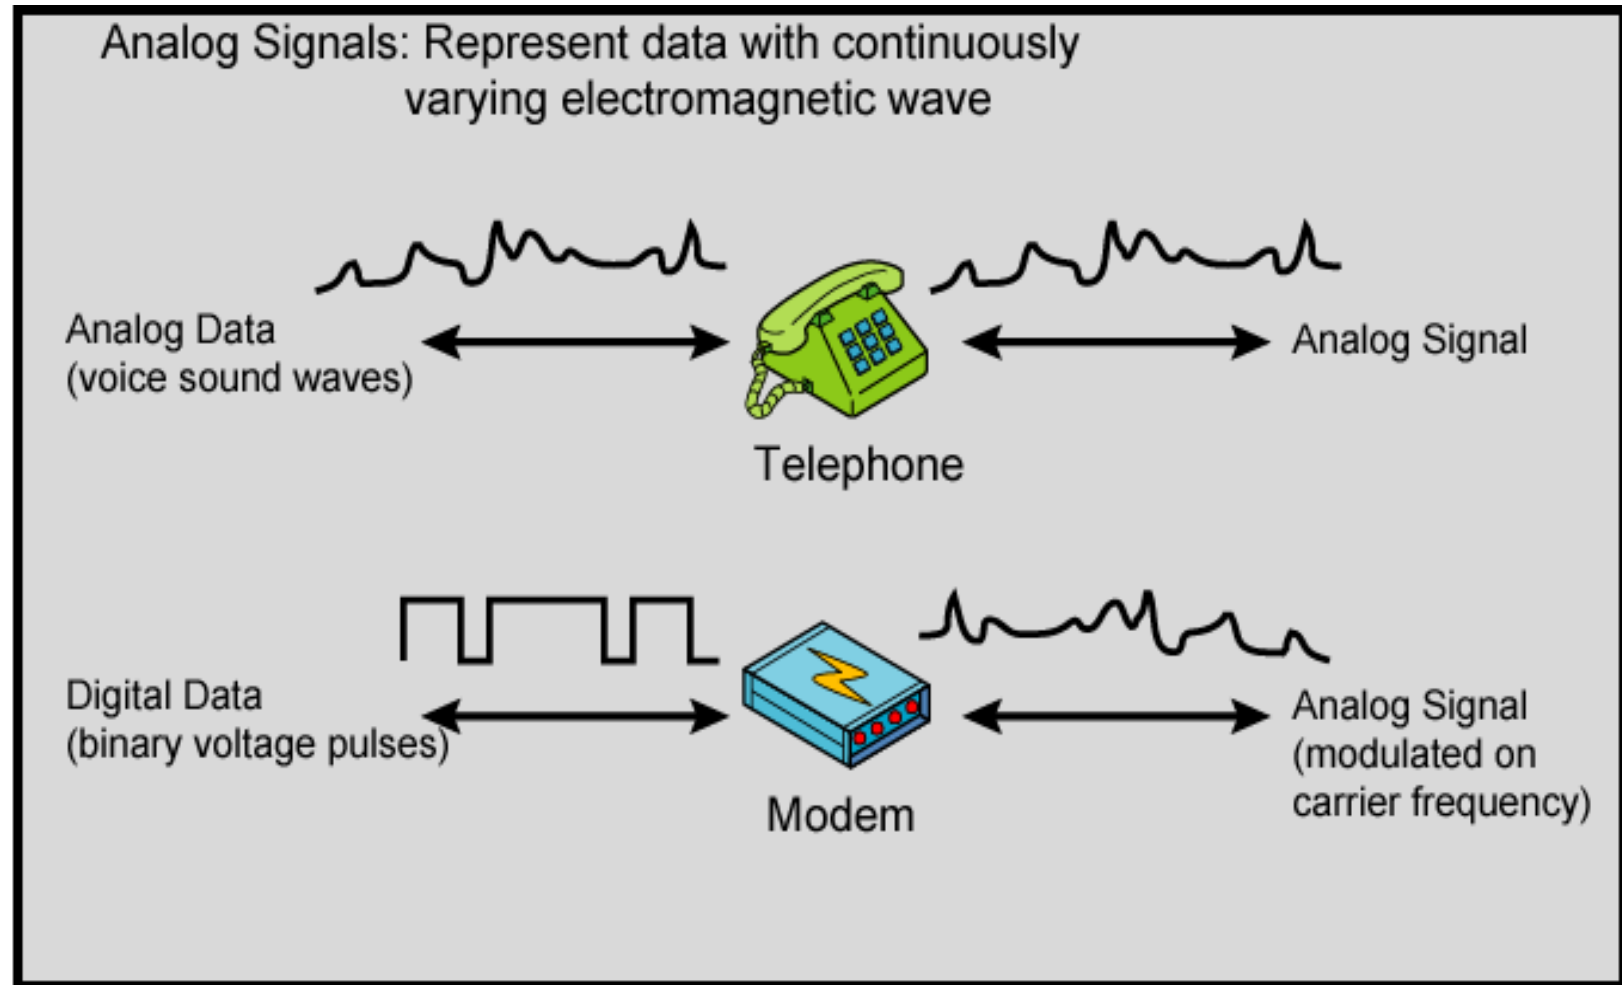 Analog Signals: Represent data with continuously
varying electromagnetic wave
Analog Data
(voice sound waves)
Analog Signal
Telephone
Digital Data
(binary voltage pulses)
Analog Signal
(modulated on
carrier frequency)
Modem